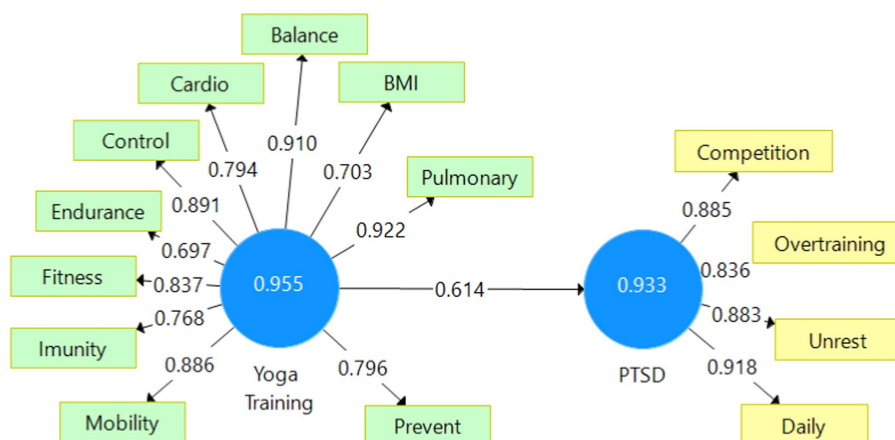 Balance
Cardio
BMI
Control
0.910
0.794
0.703
Competition
Pulmonary
0.891
Endurance
0.922
0.885
0.697
Overtraining
Fitness
0.837
0.955
0.614
0.933
0.836
0.768
0.883
Imunity
Unrest
0.886
Yoga
Training
0.796
PTSD
0.918
Mobility
Prevent
Daily